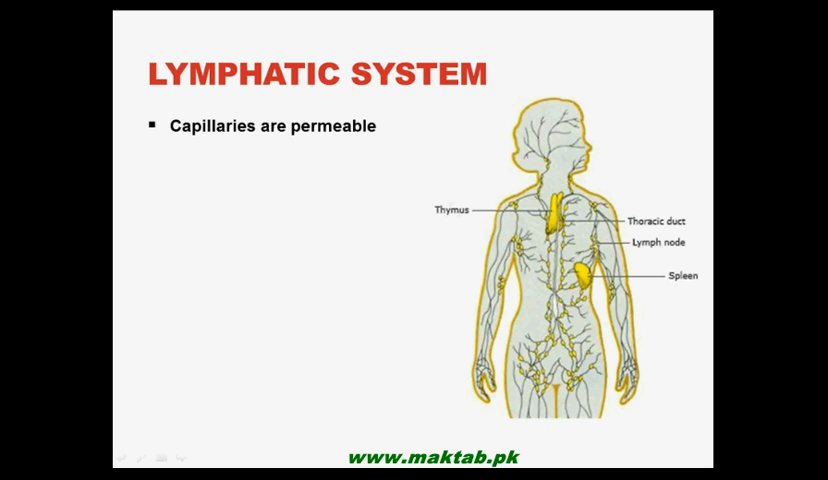 LYMPHATIC SYSTEM
▪ Capillaries are permeable
Thymus
Thoracic duct
Lymph node
Spleen
www.maktab.pk